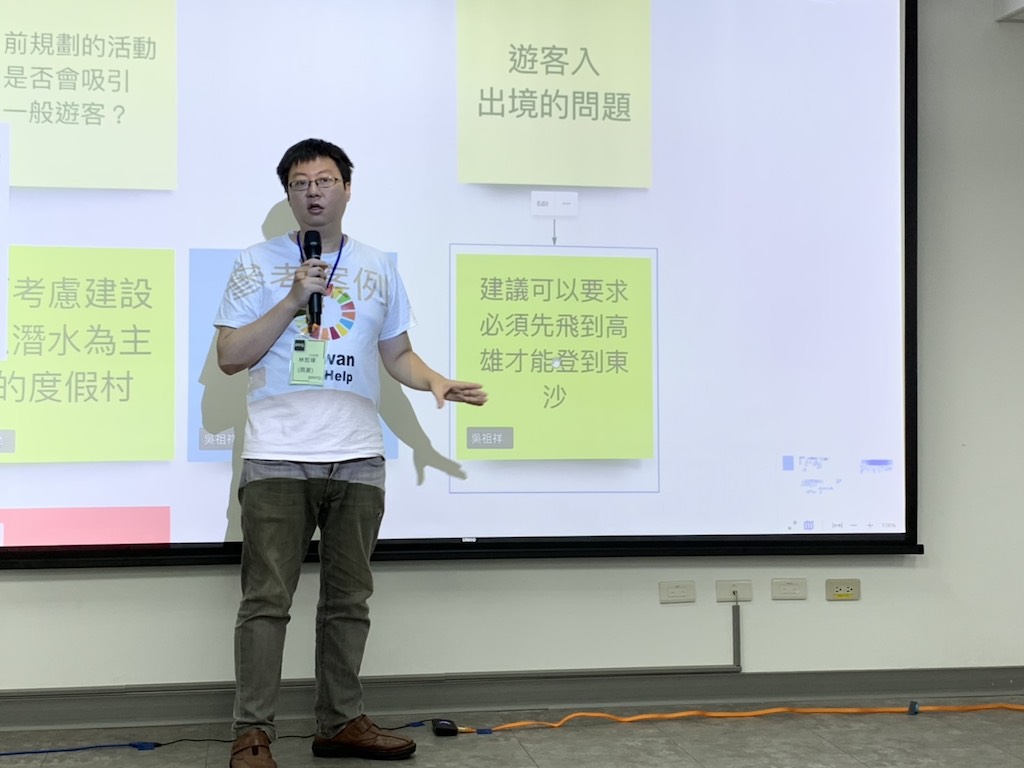 前規劃的活動
是否會吸引
一般遊客？
遊客入
出境的問題
考慮建設
潛水為主
的度假村
參考案例
吳祖祥
建議可以要求
必須先飛到高
雄才能登到東
沙
吳祖祥
wan
Help